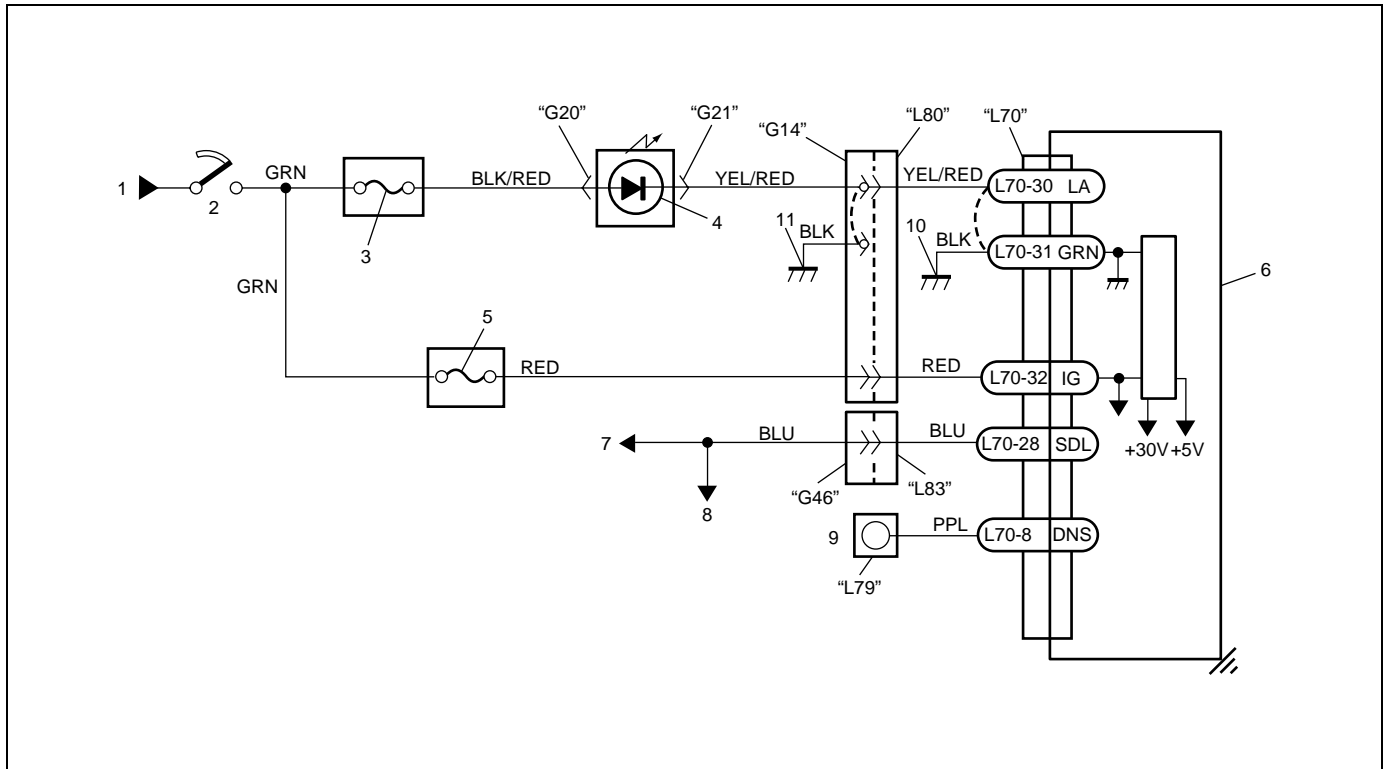 “G20”
“G21”
“G14”
“L80”
“L70”
1
2
GRN
3
BLK/RED
4
YEL/RED
YEL/RED
L70-30 LA
11
BLK
10
BLK
L70-31 GRN
6
GRN
5
RED
RED
L70-32 IG
+30V +5V
7
8
BLU
BLU
L70-28 SDL
“G46”
“L83”
9
PPL
L70-8 DNS
“L79”